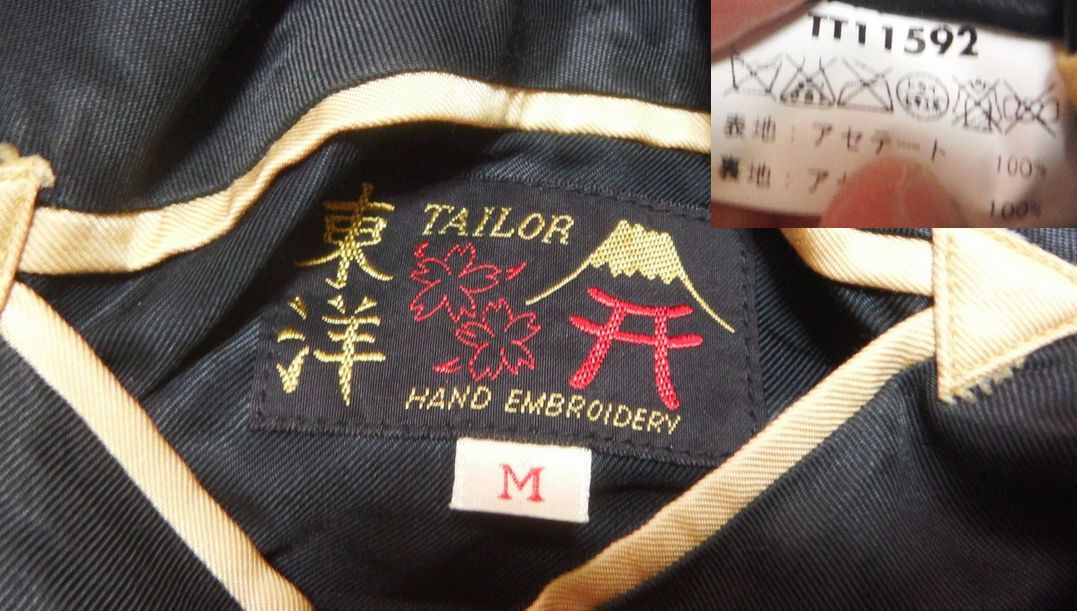 東洋
TAILOR
HAND EMBROIDERY
M
TT11592
表地：アセテート 100%
裏地：ア 100%